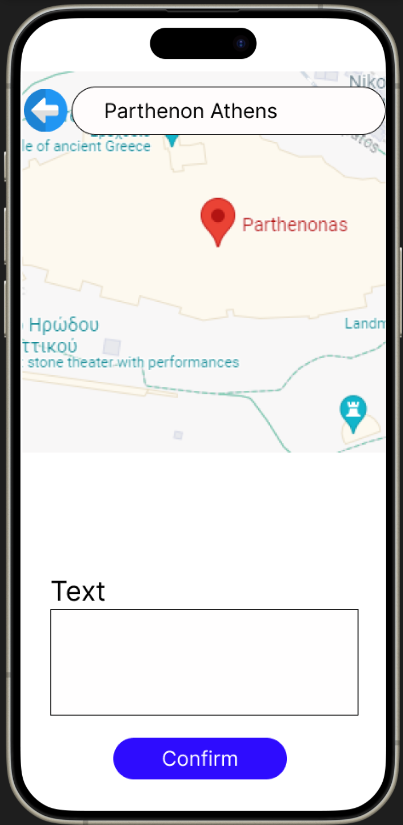 Niko
Parthenon Athens
le of ancient Greece
Parthenonas
Ηρώδου
Landm
ττικού
stone theater with performances
Text
Confirm